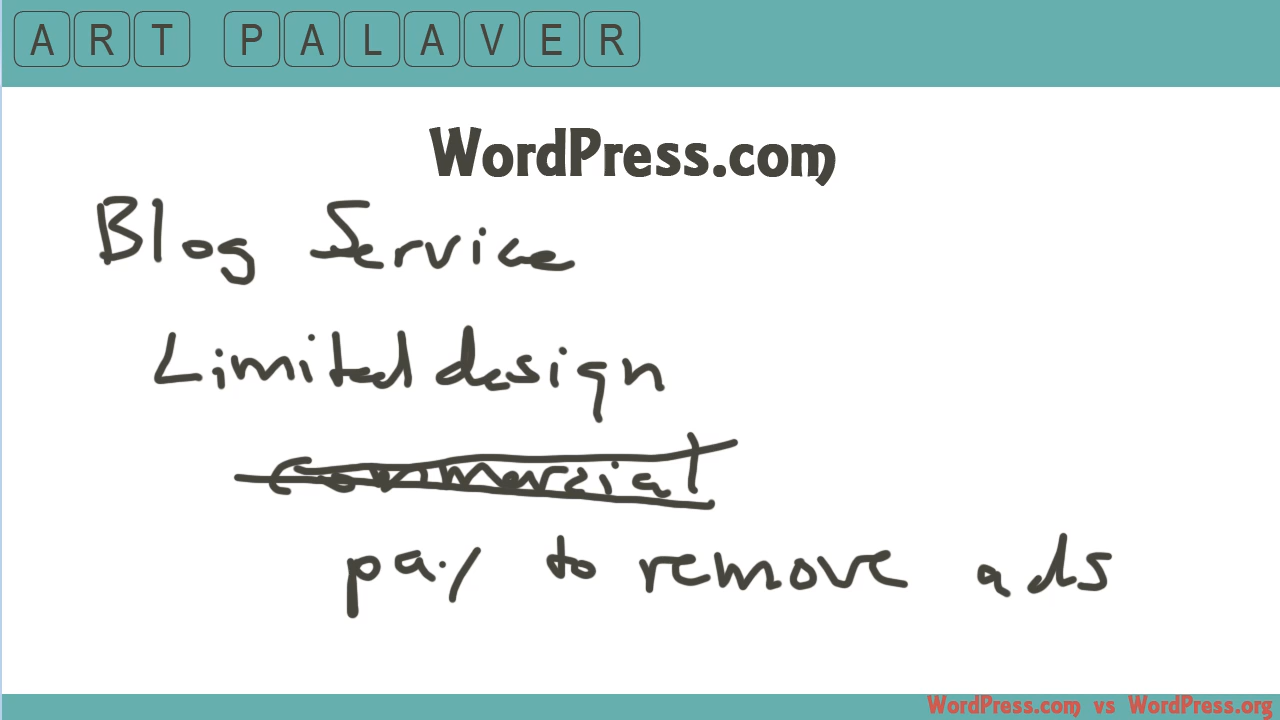 ART PALAVER
WordPress.com
Blog Service
Limited design
commercial
pay to remove ads
WordPress.com vs WordPress.org